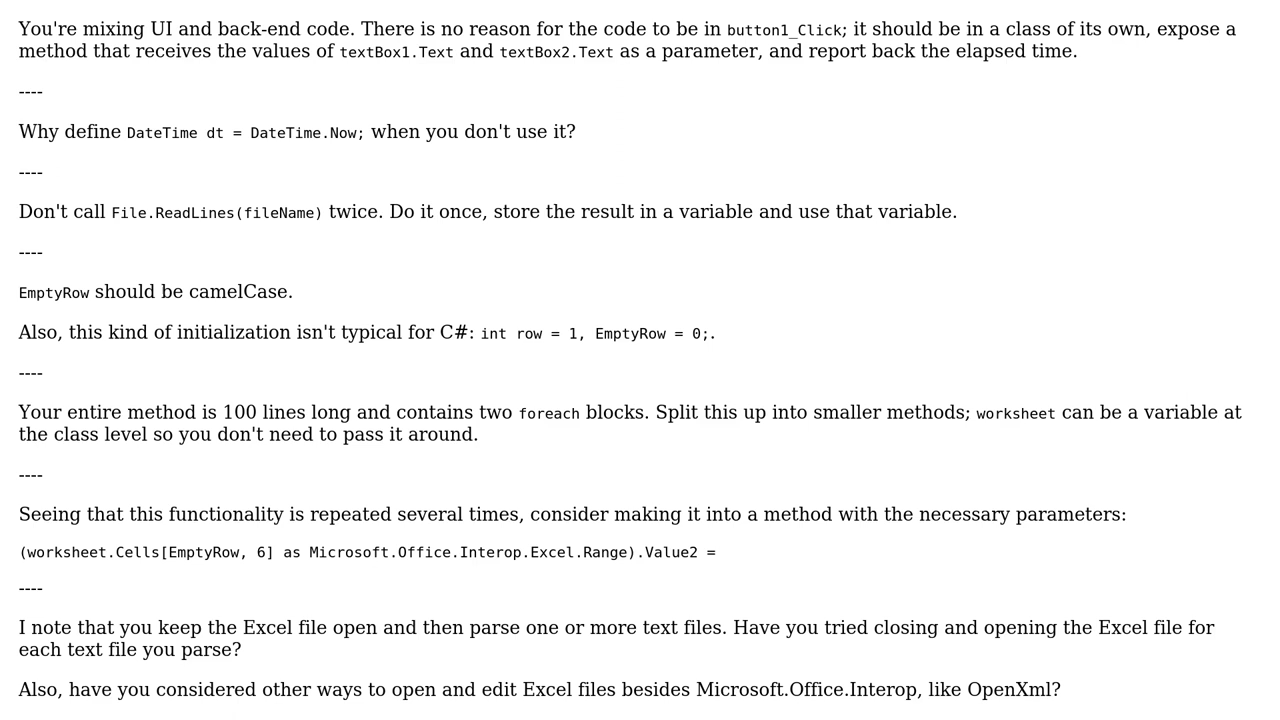 You're mixing UI and back-end code. There is no reason for the code to be in button1_Click; it should be in a class of its own, expose a
method that receives the values of textBox1.Text and textBox2.Text as a parameter, and report back the elapsed time.
----
Why define DateTime dt = DateTime.Now; when you don't use it?
----
Don't call File.ReadLines(fileName) twice. Do it once, store the result in a variable and use that variable.
----
EmptyRow should be camelCase.
Also, this kind of initialization isn't typical for C#: int row = 1, EmptyRow = 0;.
----
Your entire method is 100 lines long and contains two foreach blocks. Split this up into smaller methods; worksheet can be a variable at
the class level so you don't need to pass it around.
----
Seeing that this functionality is repeated several times, consider making it into a method with the necessary parameters:
(worksheet.Cells[EmptyRow, 6] as Microsoft.Office.Interop.Excel.Range).Value2 =
----
I note that you keep the Excel file open and then parse one or more text files. Have you tried closing and opening the Excel file for
each text file you parse?
Also, have you considered other ways to open and edit Excel files besides Microsoft.Office.Interop, like OpenXml?